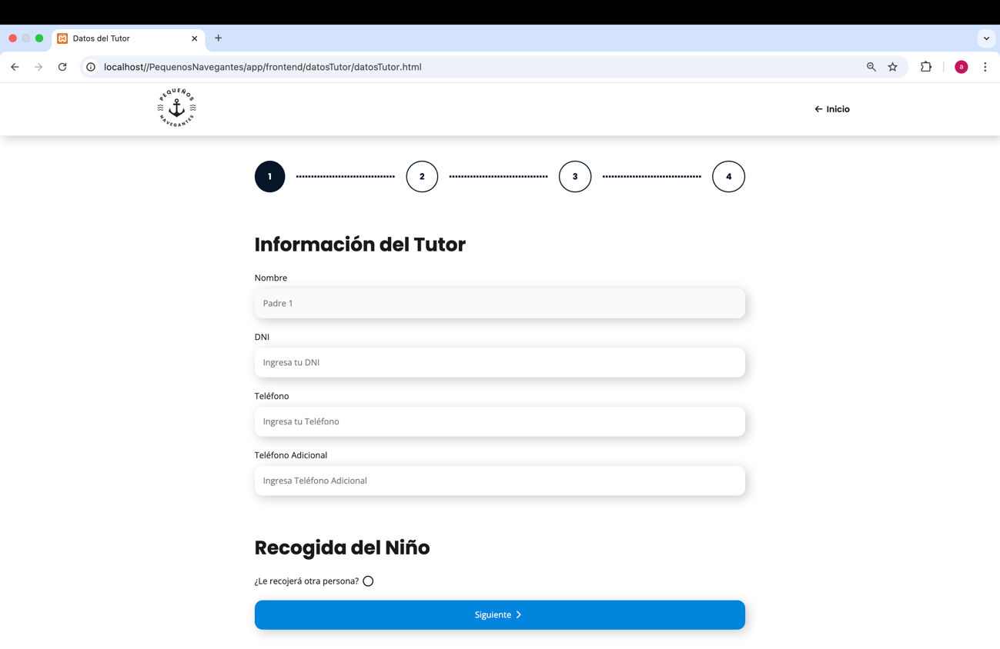 Datos del Tutor
localhost//PequenosNavegantes/app/frontend/datosTutor/datosTutor.html
a
PEQUEÑOS
NAVEGANTES
Inicio
1
2
3
4
Información del Tutor
Nombre
Padre 1
DNI
Ingresa tu DNI
Teléfono
Ingresa tu Teléfono
Teléfono Adicional
Ingresa Teléfono Adicional
Recogida del Niño
¿Le recojerá otra persona?
Siguiente